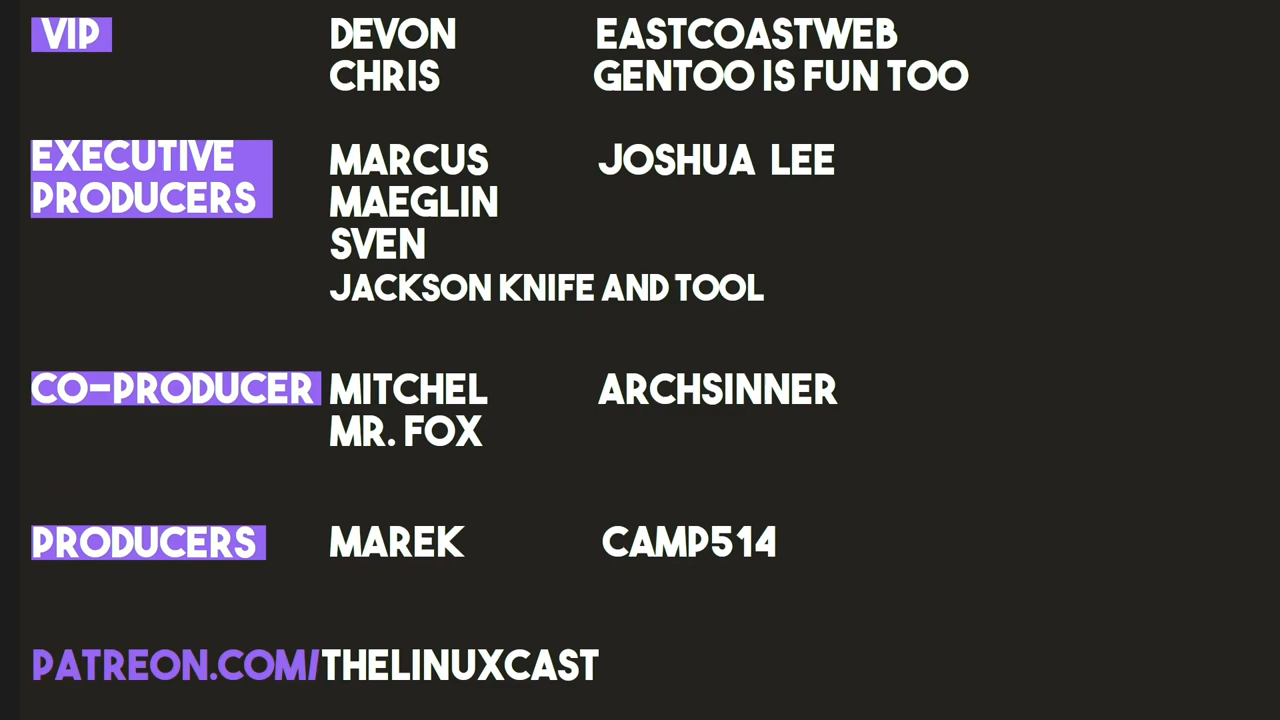 VIP DEVON EASTCOASTWEB
CHRIS GENTOO IS FUN TOO
EXECUTIVE MARCUS JOSHUA LEE
PRODUCERS MAEGLIN
SVEN
JACKSON KNIFE AND TOOL
CO-PRODUCER MITCHEL ARCHSINNER
MR. FOX
PRODUCERS MAREK CAMP514
PATREON.COM/THELINUXCAST